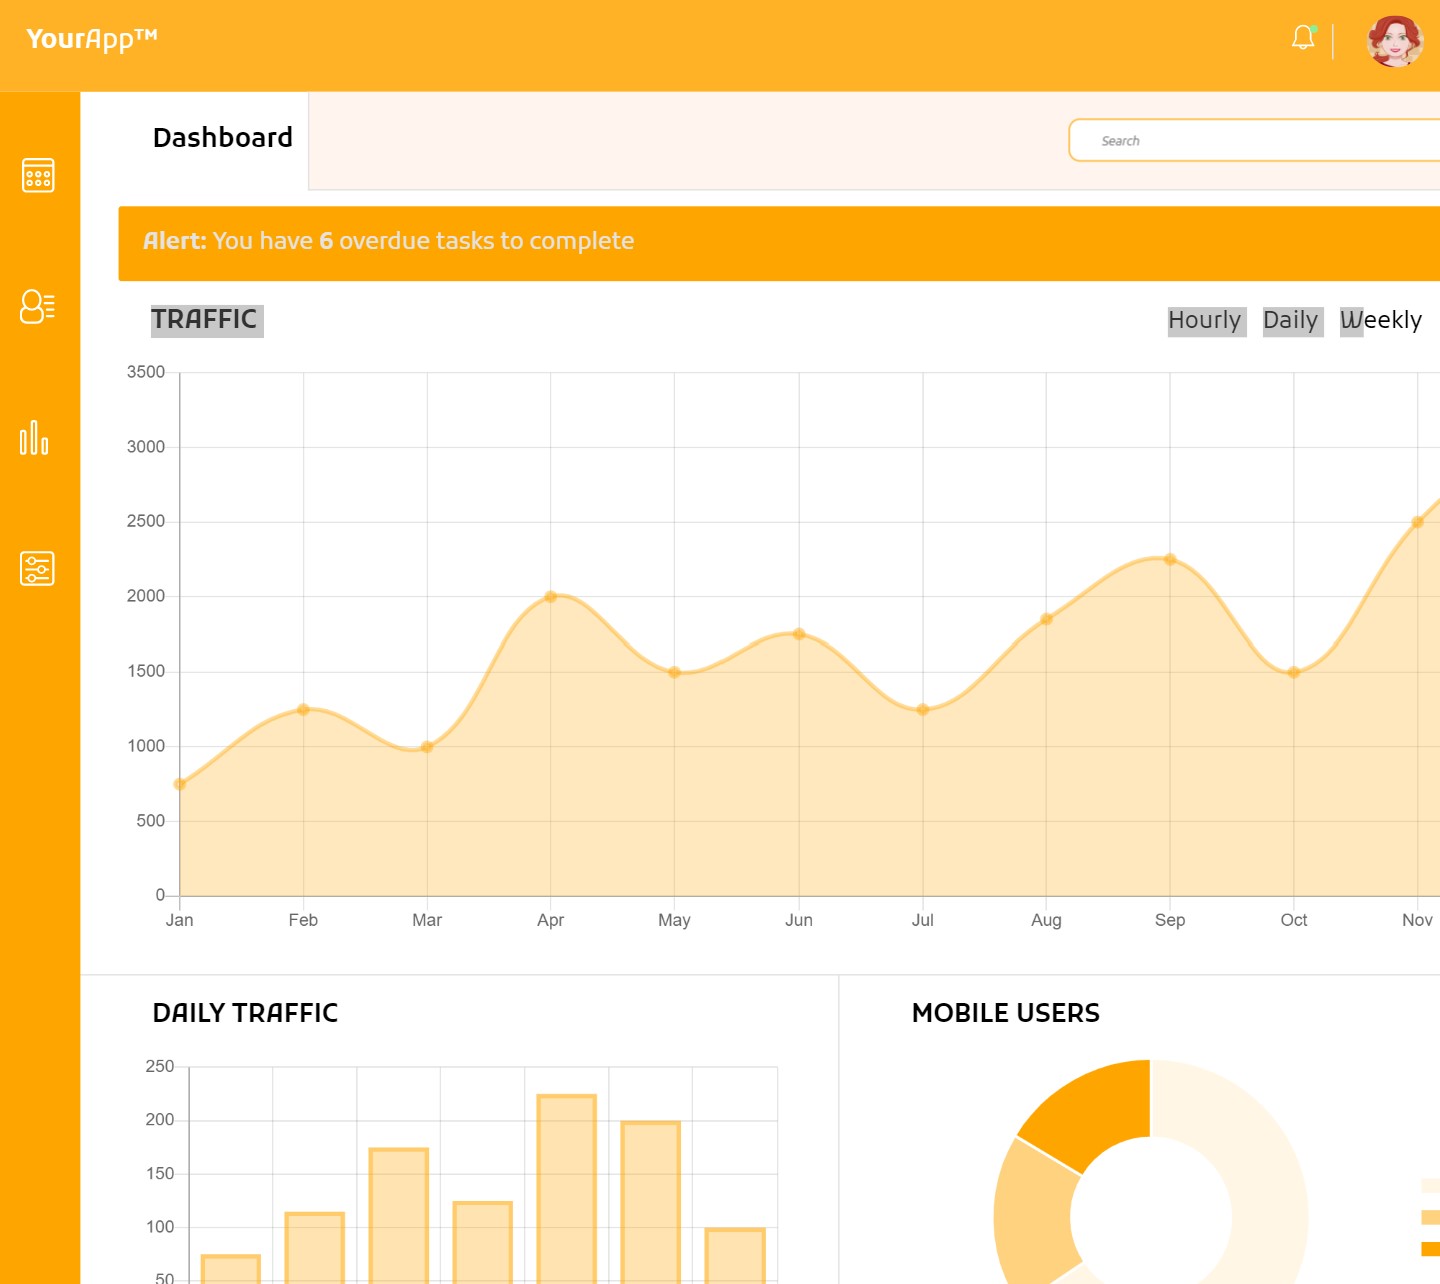 YourApp™
Dashboard
Search
Alert: You have 6 overdue tasks to complete
TRAFFIC
Hourly Daily Weekly
3500
3000
2500
2000
1500
1000
500
0
Jan Feb Mar Apr May Jun Jul Aug Sep Oct Nov
DAILY TRAFFIC
250
200
150
100
50
MOBILE USERS